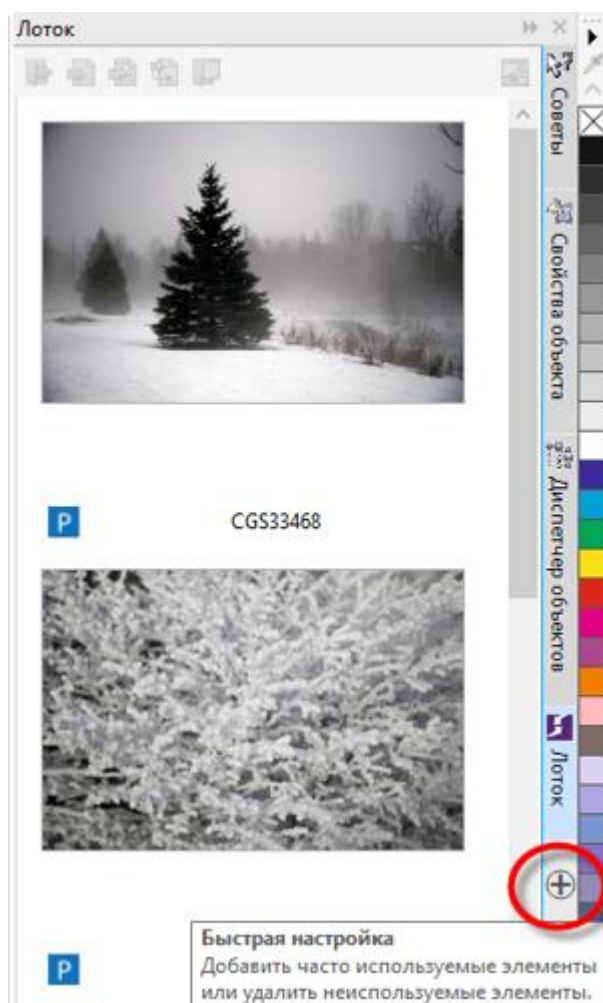 Лоток
Советы
Свойства объекта
Диспетчер объектов
Лоток
P
CGS33468
P
Быстрая настройка
Добавить часто используемые элементы
или удалить неиспользуемые элементы.